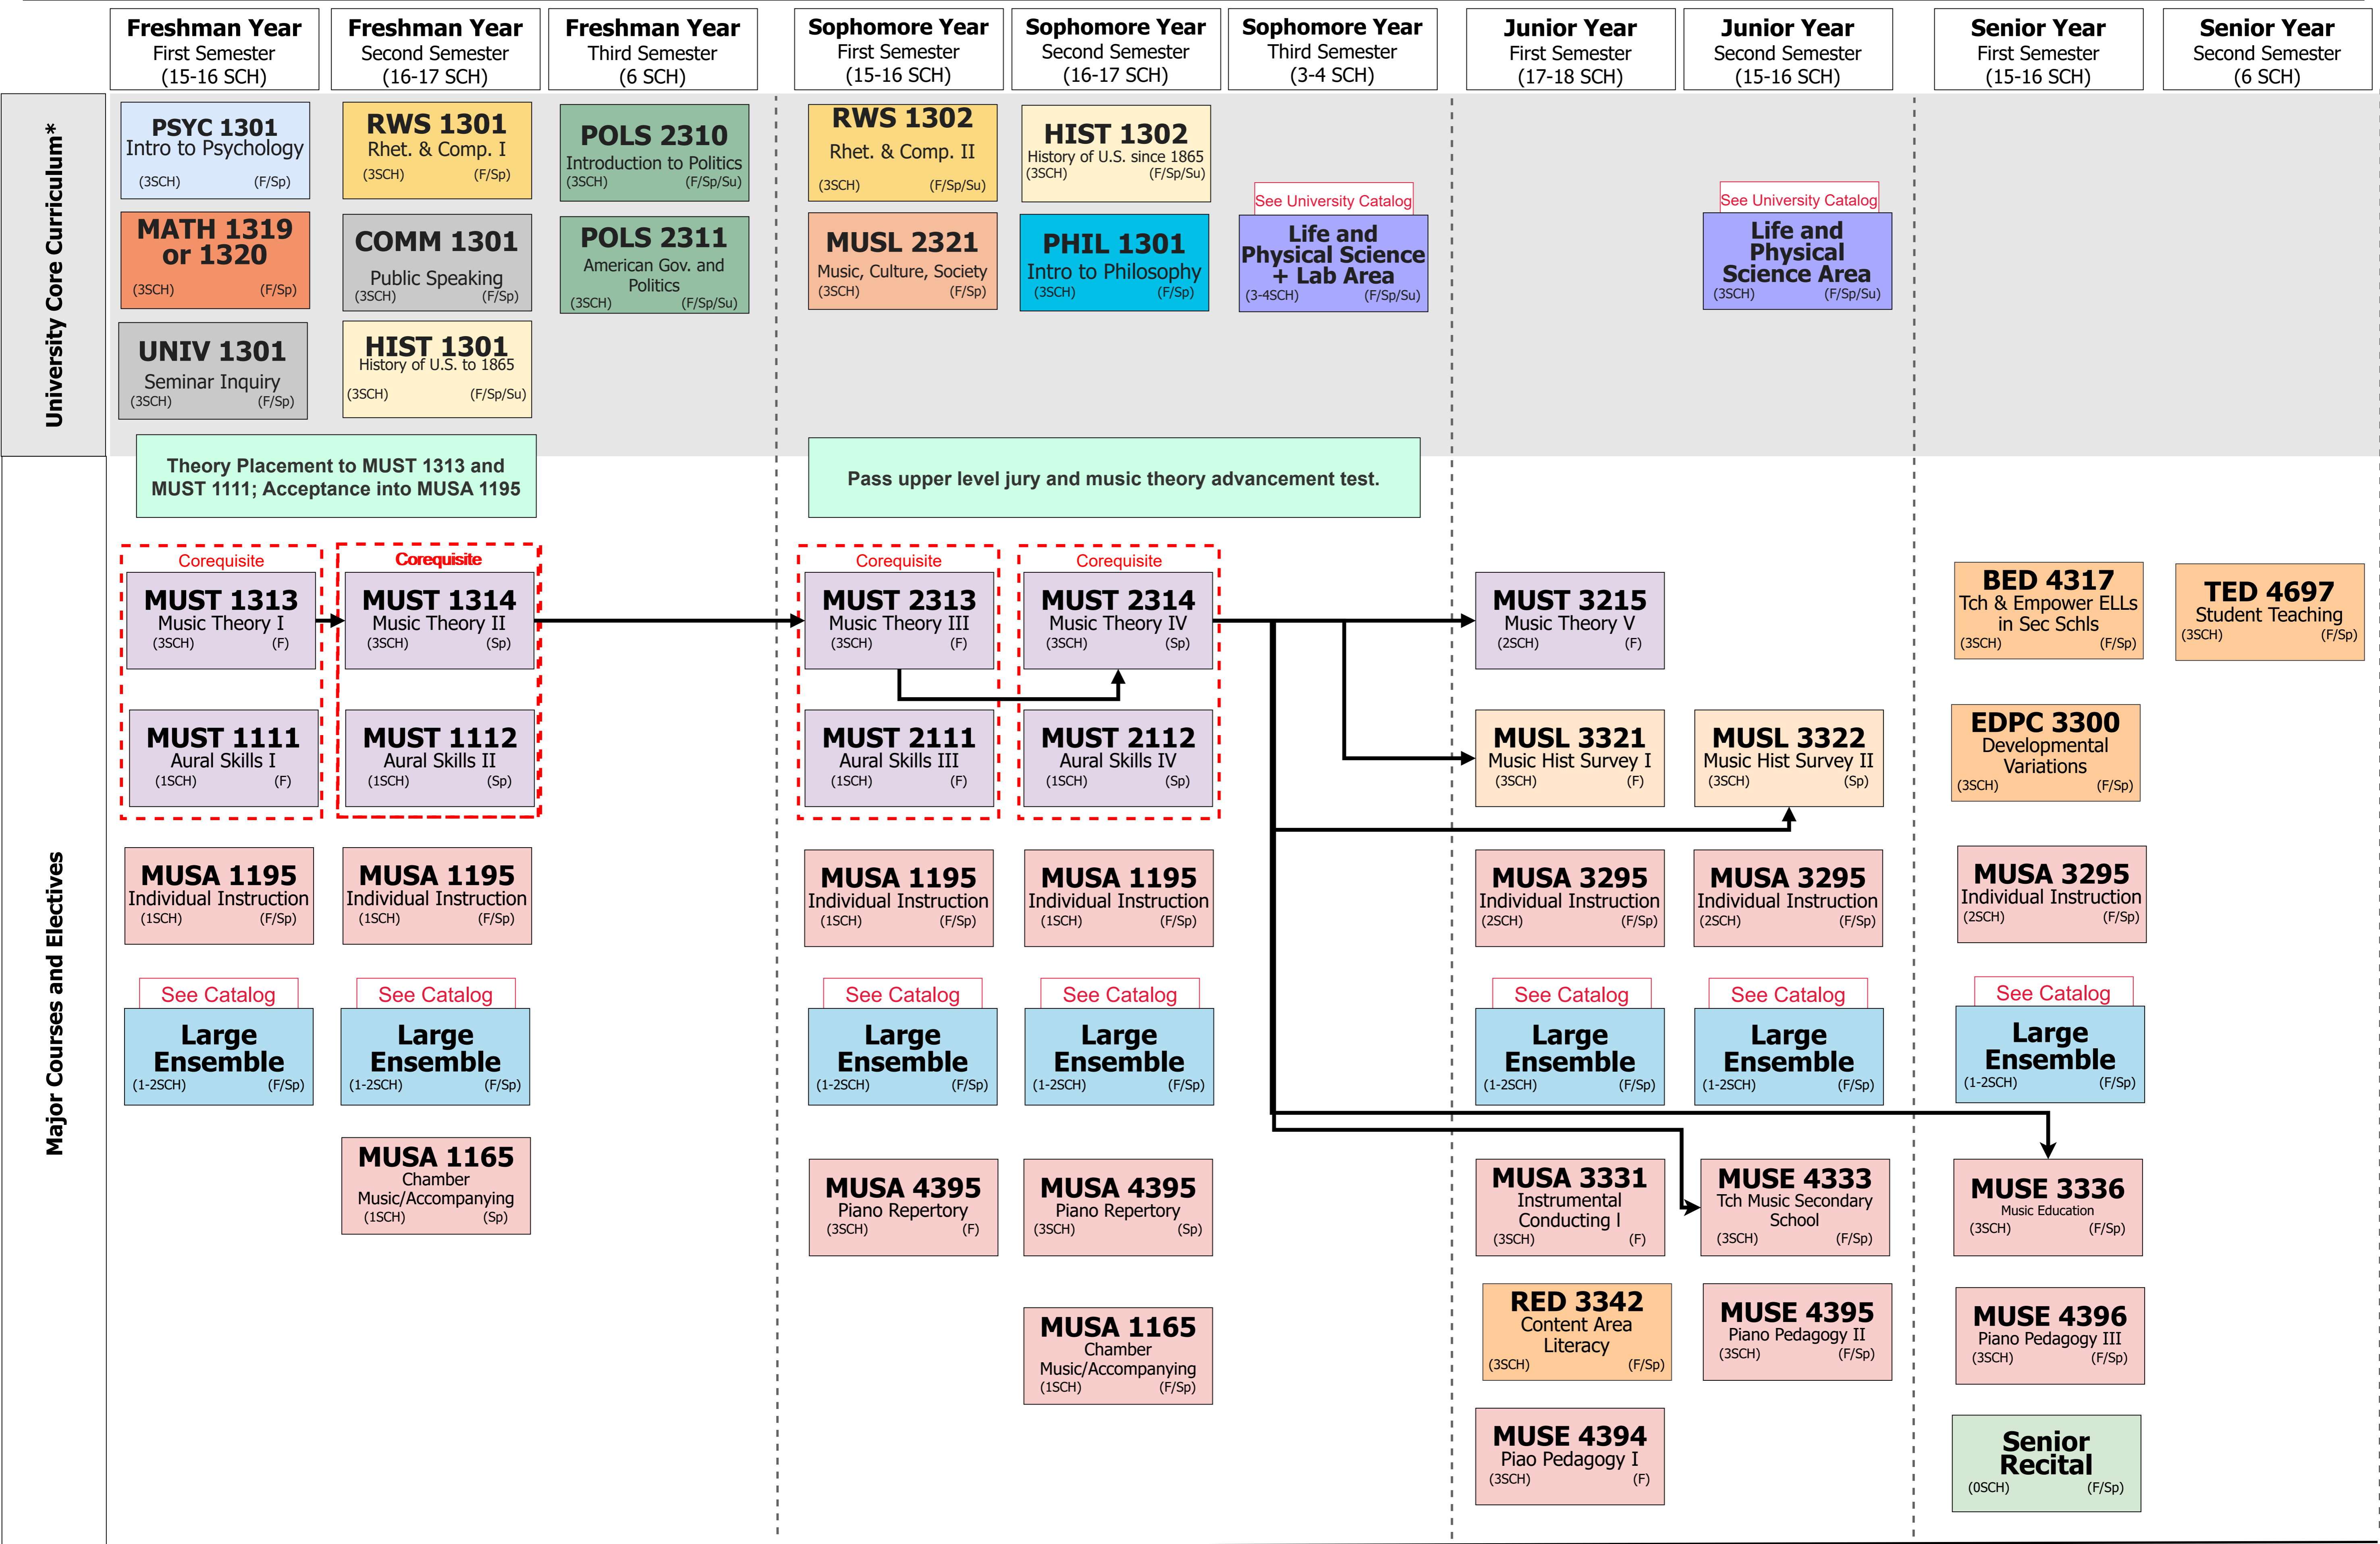 Freshman Year
First Semester
(15-16 SCH)
Freshman Year
Second Semester
(16-17 SCH)
Freshman Year
Third Semester
(6 SCH)
Sophomore Year
First Semester
(15-16 SCH)
Sophomore Year
Second Semester
(16-17 SCH)
Sophomore Year
Third Semester
(3-4 SCH)
Junior Year
First Semester
(17-18 SCH)
Junior Year
Second Semester
(15-16 SCH)
Senior Year
First Semester
(15-16 SCH)
Senior Year
Second Semester
(6 SCH)
University Core Curriculum*
PSYC 1301
Intro to Psychology
(3SCH) (F/Sp)
RWS 1301
Rhet. & Comp. I
(3SCH) (F/Sp)
POLS 2310
Introduction to Politics
(3SCH) (F/Sp/Su)
RWS 1302
Rhet. & Comp. II
(3SCH) (F/Sp/Su)
HIST 1302
History of U.S. since 1865
(3SCH) (F/Sp/Su)
MATH 1319
or 1320
(3SCH) (F/Sp)
COMM 1301
Public Speaking
(3SCH) (F/Sp)
POLS 2311
American Gov. and
Politics
(3SCH) (F/Sp/Su)
MUSL 2321
Music, Culture, Society
(3SCH) (F/Sp)
PHIL 1301
Intro to Philosophy
(3SCH) (F/Sp)
See University Catalog
Life and
Physical Science
+ Lab Area
(3-4SCH) (F/Sp/Su)
See University Catalog
Life and
Physical
Science Area
(3SCH) (F/Sp/Su)
UNIV 1301
Seminar Inquiry
(3SCH) (F/Sp)
HIST 1301
History of U.S. to 1865
(3SCH) (F/Sp/Su)
Theory Placement to MUST 1313 and
MUST 1111; Acceptance into MUSA 1195
Pass upper level jury and music theory advancement test.
Major Courses and Electives
Corequisite
MUST 1313
Music Theory I
(3SCH) (F)
Corequisite
MUST 1314
Music Theory II
(3SCH) (Sp)
Corequisite
MUST 2313
Music Theory III
(3SCH) (F)
Corequisite
MUST 2314
Music Theory IV
(3SCH) (Sp)
MUST 3215
Music Theory V
(2SCH) (F)
BED 4317
Tch & Empower ELLs
in Sec Schls
(3SCH) (F/Sp)
TED 4697
Student Teaching
(3SCH) (F/Sp)
MUST 1111
Aural Skills I
(1SCH) (F)
MUST 1112
Aural Skills II
(1SCH) (Sp)
MUST 2111
Aural Skills III
(1SCH) (F)
MUST 2112
Aural Skills IV
(1SCH) (Sp)
MUSL 3321
Music Hist Survey I
(3SCH) (F)
MUSL 3322
Music Hist Survey II
(3SCH) (Sp)
EDPC 3300
Developmental
Variations
(3SCH) (F/Sp)
MUSA 1195
Individual Instruction
(1SCH) (F/Sp)
MUSA 1195
Individual Instruction
(1SCH) (F/Sp)
MUSA 1195
Individual Instruction
(1SCH) (F/Sp)
MUSA 1195
Individual Instruction
(1SCH) (F/Sp)
MUSA 3295
Individual Instruction
(2SCH) (F/Sp)
MUSA 3295
Individual Instruction
(2SCH) (F/Sp)
MUSA 3295
Individual Instruction
(2SCH) (F/Sp)
See Catalog
Large
Ensemble
(1-2SCH) (F/Sp)
See Catalog
Large
Ensemble
(1-2SCH) (F/Sp)
See Catalog
Large
Ensemble
(1-2SCH) (F/Sp)
See Catalog
Large
Ensemble
(1-2SCH) (F/Sp)
See Catalog
Large
Ensemble
(1-2SCH) (F/Sp)
See Catalog
Large
Ensemble
(1-2SCH) (F/Sp)
See Catalog
Large
Ensemble
(1-2SCH) (F/Sp)
MUSA 1165
Chamber
Music/Accompanying
(1SCH) (Sp)
MUSA 4395
Piano Repertory
(3SCH) (F)
MUSA 4395
Piano Repertory
(3SCH) (Sp)
MUSA 3331
Instrumental
Conducting I
(3SCH) (F)
MUSE 4333
Tch Music Secondary
School
(3SCH) (F/Sp)
MUSE 3336
Music Education
(3SCH) (F/Sp)
MUSA 1165
Chamber
Music/Accompanying
(1SCH) (F/Sp)
RED 3342
Content Area
Literacy
(3SCH) (F/Sp)
MUSE 4395
Piano Pedagogy II
(3SCH) (F/Sp)
MUSE 4396
Piano Pedagogy III
(3SCH) (F/Sp)
MUSE 4394
Piao Pedagogy I
(3SCH) (F)
Senior
Recital
(0SCH) (F/Sp)